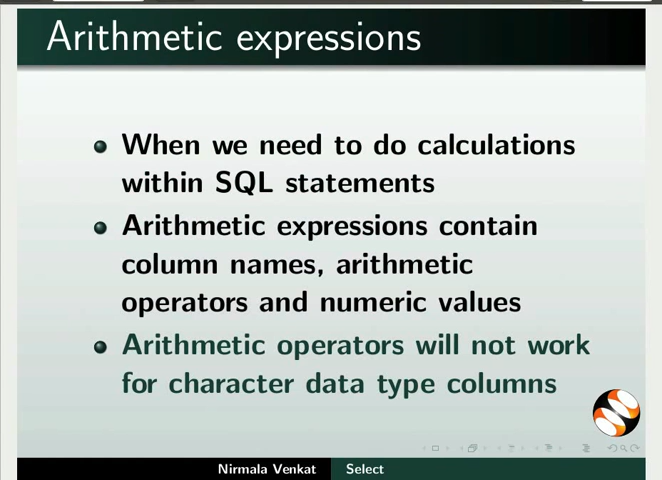 Arithmetic expressions
When we need to do calculations
within SQL statements
Arithmetic expressions contain
column names, arithmetic
operators and numeric values
Arithmetic operators will not work
for character data type columns
Nirmala Venkat
Select